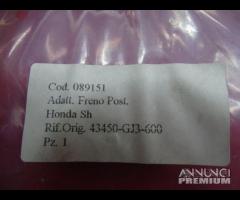 Cod. 089151
Adatt. Freno Post.
Honda Sh
Rif.Orig. 43450-GJ3-600
Pz. 1
ANNUNCI
PREMIUM